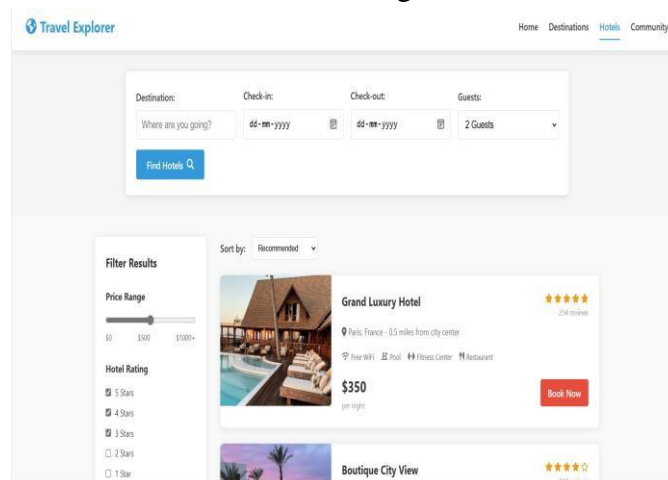 Travel Explorer
Home Destinations Hotels Community
Destination: Check-in: Check-out: Guests:
Where are you going? dd-mm-yyyy dd-mm-yyyy 2 Guests
Find Hotels
Filter Results
Price Range
$0 $500 $1000+
Hotel Rating
5 Stars
4 Stars
3 Stars
2 Stars
1 Star
Sort by: Recommended
Grand Luxury Hotel
234 reviews
Paris, France - 0.5 miles from city center
Free WiFi Pool Fitness Center Restaurant
$350
per night
Book Now
Boutique City View